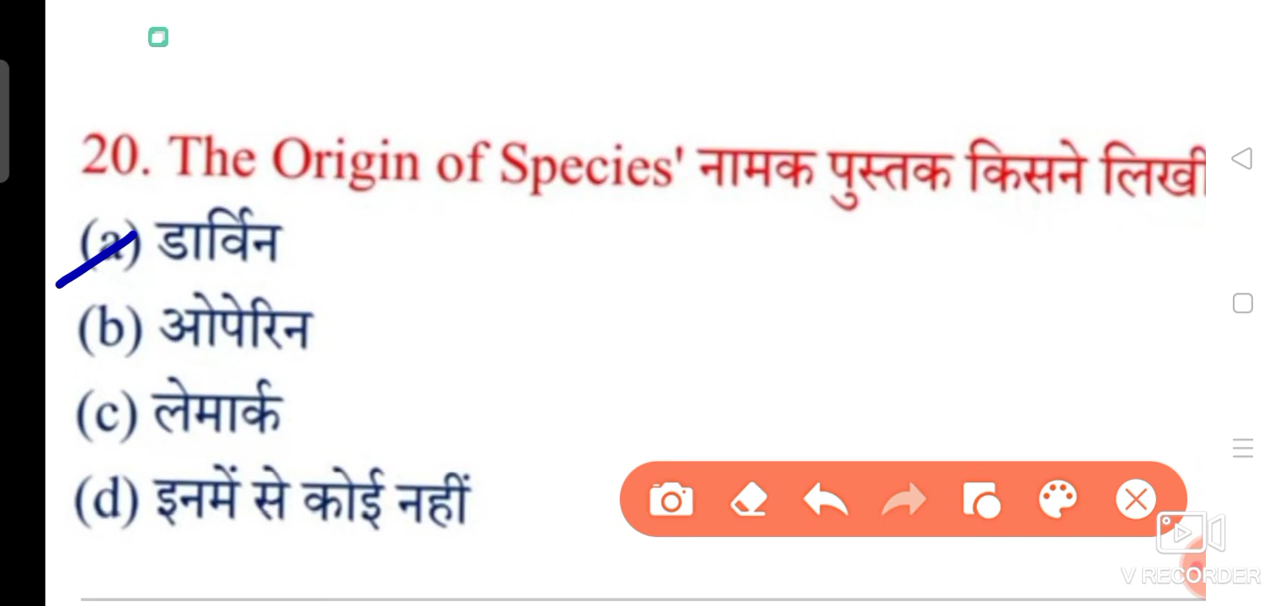 20. The Origin of Species' नामक पुस्तक किसने लिखी
(a) डार्विन
(b) ओपेरिन
(c) लेमार्क
(d) इनमें से कोई नहीं
V RECORDER